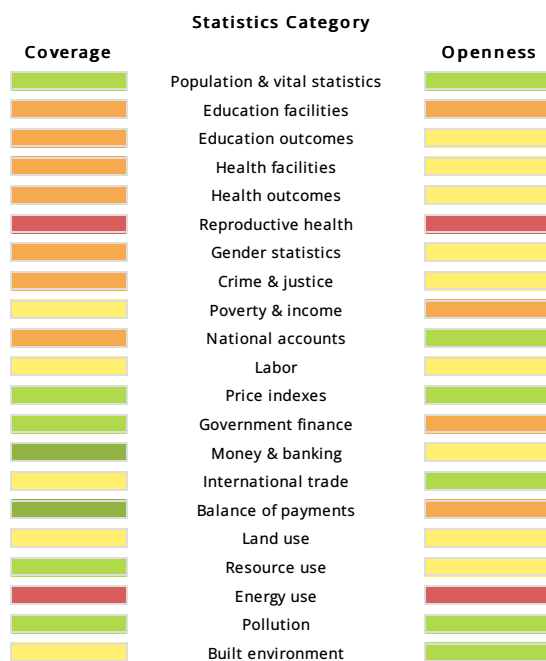 Statistics Category
Coverage Openness
Population & vital statistics
Education facilities
Education outcomes
Health facilities
Health outcomes
Reproductive health
Gender statistics
Crime & justice
Poverty & income
National accounts
Labor
Price indexes
Government finance
Money & banking
International trade
Balance of payments
Land use
Resource use
Energy use
Pollution
Built environment